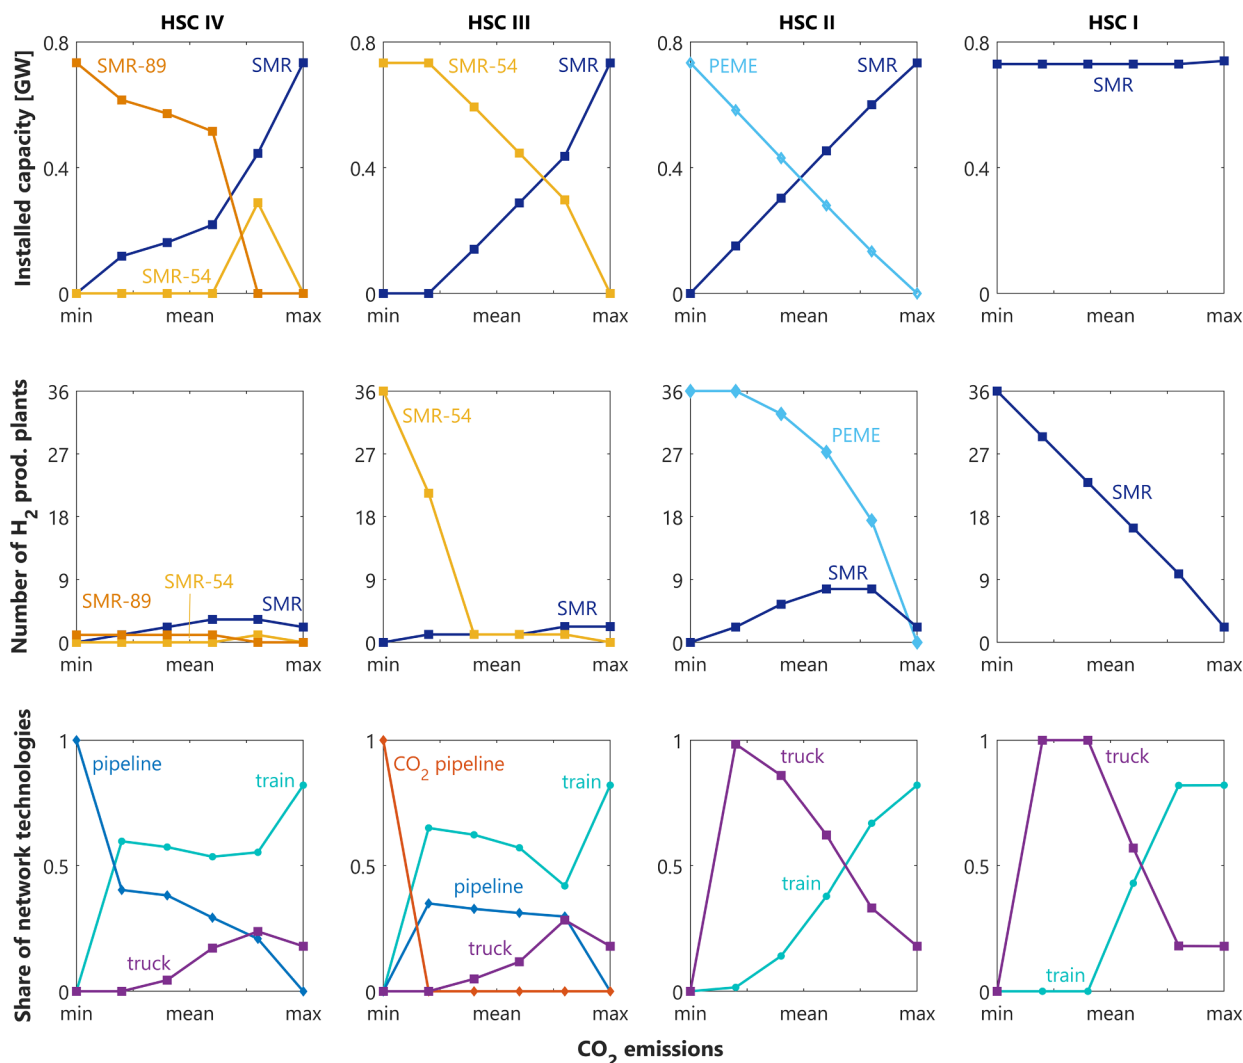 HSC IV
HSC III
HSC II
HSC I
Installed capacity [GW]
0.8
0.4
0
SMR-89
SMR
SMR-54
min
mean
max
0.8
0.4
0
SMR-54
SMR
min
mean
max
0.8
0.4
0
PEME
SMR
min
mean
max
0.8
0.4
0
SMR
min
mean
max
Number of H2 prod. plants
36
27
18
9
0
SMR-54
SMR-89
SMR
min
mean
max
36
27
18
9
0
SMR-54
SMR
min
mean
max
36
27
18
9
0
PEME
SMR
min
mean
max
36
27
18
9
0
SMR
min
mean
max
Share of network technologies
1
0.5
0
pipeline
train
truck
min
mean
max
1
0.5
0
CO2 pipeline
train
pipeline
truck
min
mean
max
1
0.5
0
truck
train
min
mean
max
1
0.5
0
truck
train
min
mean
max
CO2 emissions